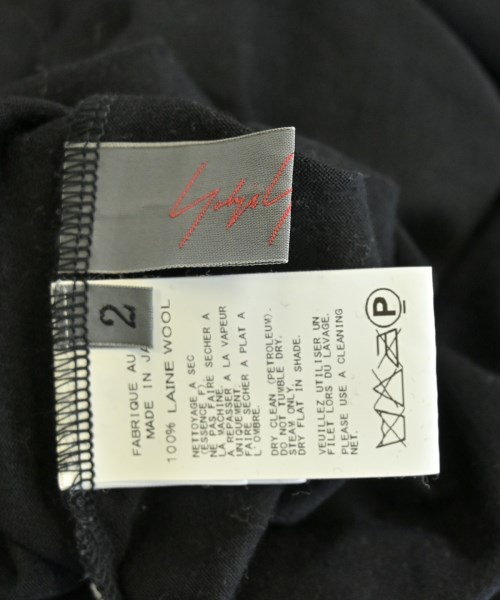 2
FABRIQUE AU
MADE IN
100% LAINE WOOL
NETTOYAGE A SEC
(ESSENCE F).
NE PAS FAIRE SECHER A
LA MACHINE.
A REPASSER A LA VAPEUR
UNIQUEMENT.
FAIRE SECHER A PLAT A
L'OMBRE.
DRY CLEAN (PETROLEUM).
DO NOT TUMBLE DRY.
STEAM ONLY.
DRY FLAT IN SHADE.
VEUILLEZ UTILISER UN
FILET LORS DU LAVAGE.
PLEASE USE A CLEANING
NET.
P